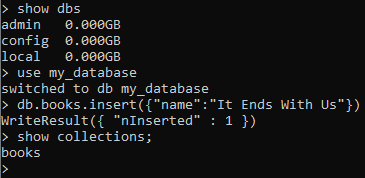 > show dbs
admin   0.000GB
config  0.000GB
local   0.000GB
> use my_database
switched to db my_database
> db.books.insert({"name":"It Ends With Us"})
WriteResult({ "nInserted" : 1 })
> show collections;
books
>